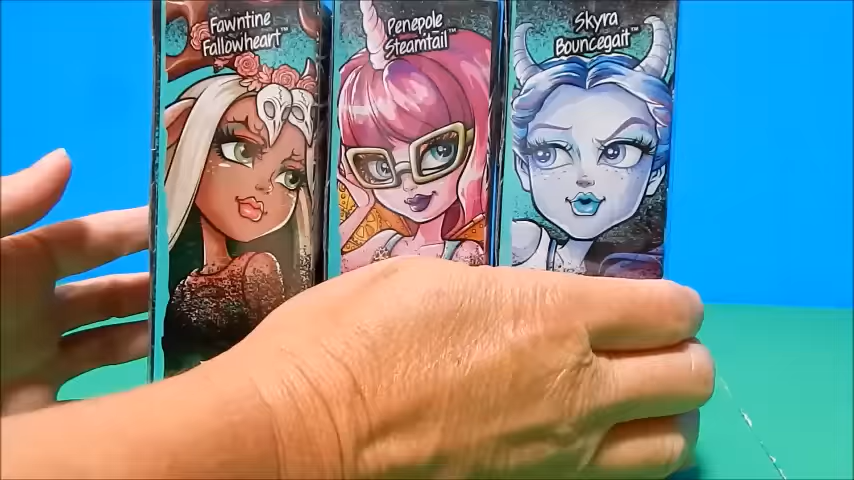 Fawntine
Fallowheart™
Penepole
Steamtail™
Skyra
Bouncegait™